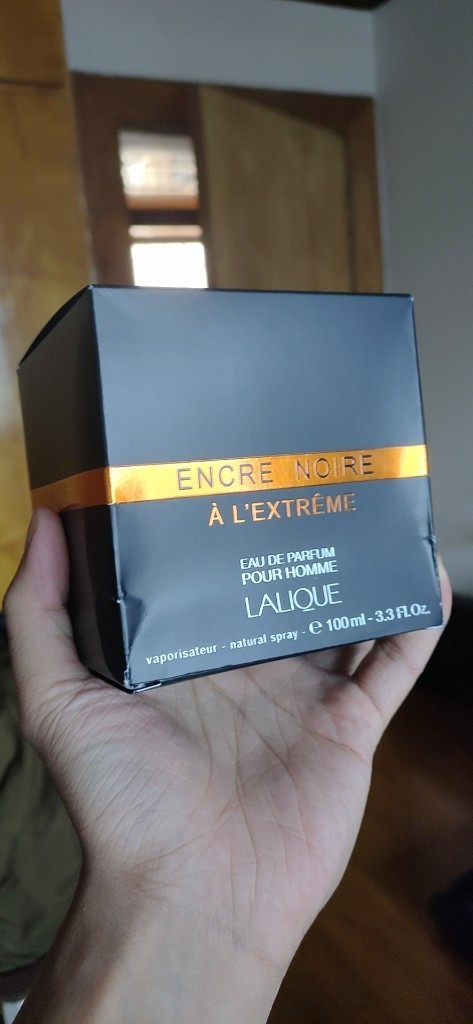 ENCRE NOIRE
À L'EXTRÊME
EAU DE PARFUM
POUR HOMME
LALIQUE
vaporisateur - natural spray - ℮ 100 ml - 3.3 Fl.Oz.